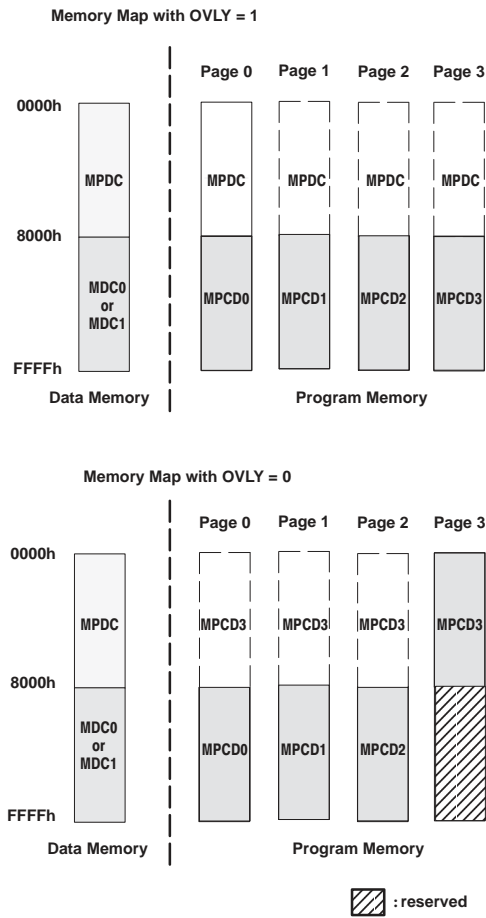 Memory Map with OVLY = 1
Page 0 Page 1 Page 2 Page 3
0000h
MPDC MPDC MPDC MPDC MPDC
8000h
MDC0
or
MDC1
MPCD0 MPCD1 MPCD2 MPCD3
FFFFh
Data Memory Program Memory
Memory Map with OVLY = 0
Page 0 Page 1 Page 2 Page 3
0000h
MPDC MPCD3 MPCD3 MPCD3 MPCD3
8000h
MDC0
or
MDC1
MPCD0 MPCD1 MPCD2
FFFFh
Data Memory Program Memory
: reserved